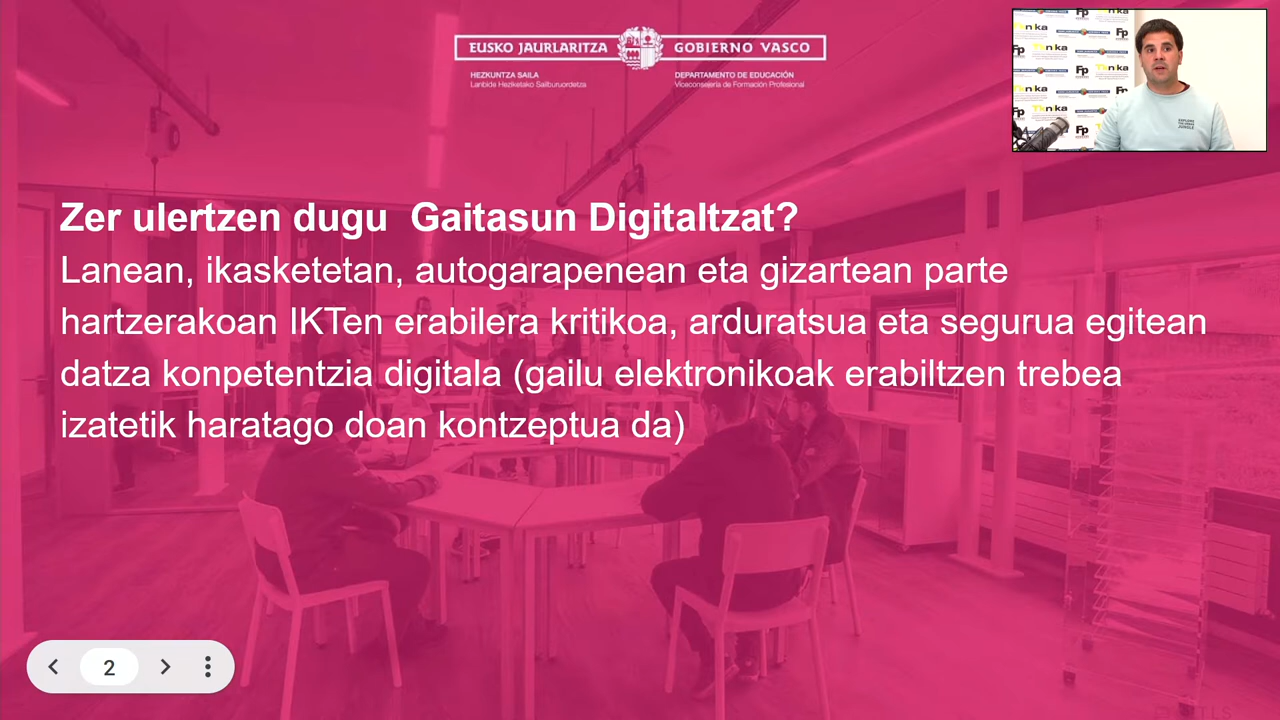 EUSKO JAURLARITZA GOBIERNO VASCO
HEZKUNTZA SAILA
Lanbide Heziketako Sailburuordetza
DEPARTAMENTO DE EDUCACIÓN
Viceconsejería de Formación Profesional
Tknika
Fp
Zer ulertzen dugu Gaitasun Digitaltzat?
Lanean, ikasketetan, autogarapenean eta gizartean parte
hartzerakoan IKTen erabilera kritikoa, arduratsua eta segurua egitean
datza konpetentzia digitala (gailu elektronikoak erabiltzen trebea
izatetik haratago doan kontzeptua da)
2